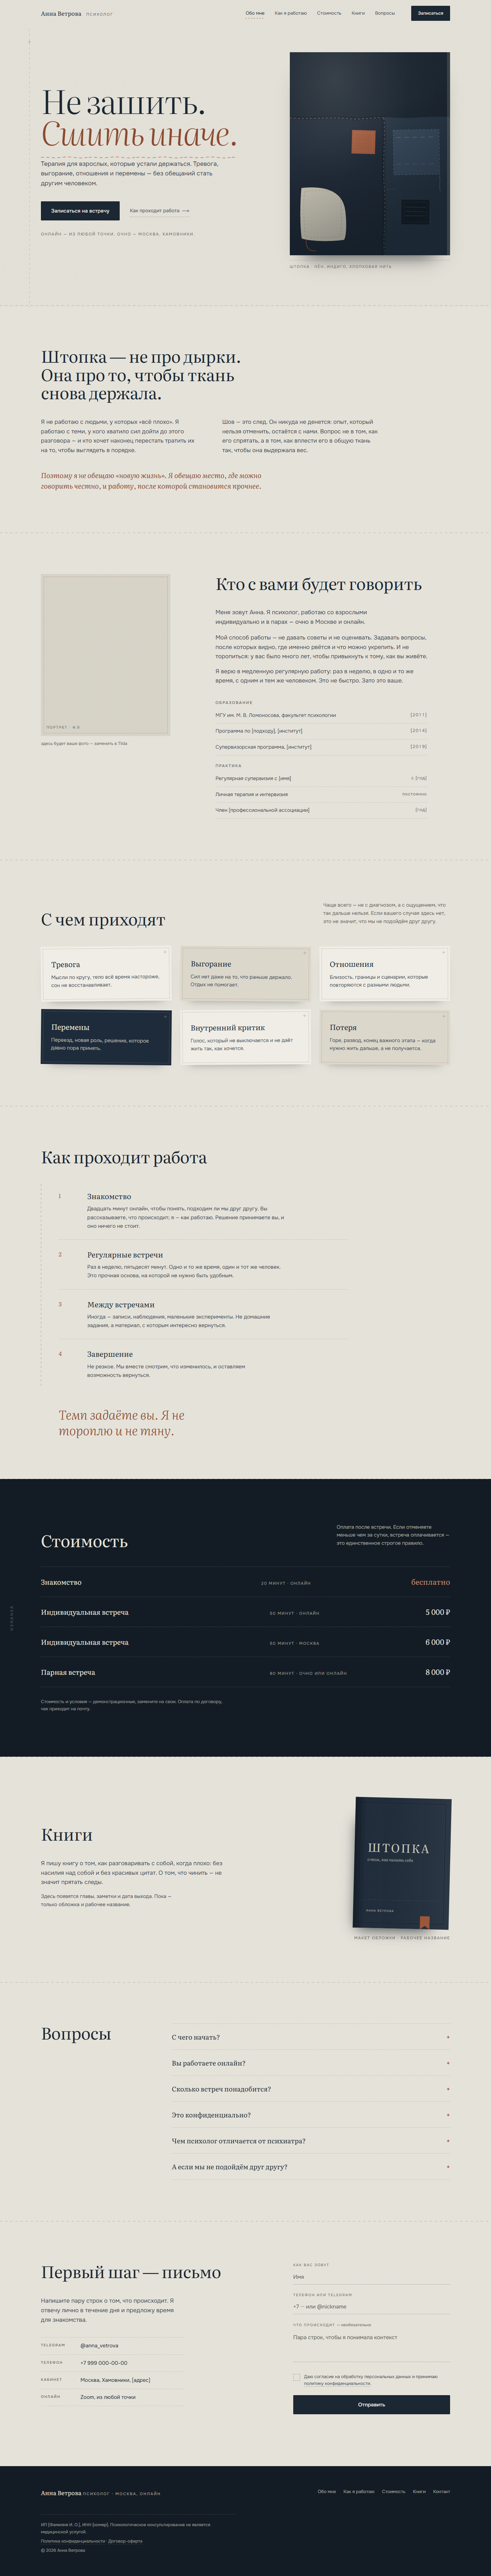 Анна Ветрова ПСИХОЛОГ
Обо мне Как я работаю Стоимость Книги Вопросы Записаться
Не зашить.
Сшить иначе.
Терапия для взрослых, которые устали держаться. Тревога,
выгорание, отношения и перемены — без обещаний стать
другим человеком.
Записаться на встречу Как проходит работа →
ОНЛАЙН — ИЗ ЛЮБОЙ ТОЧКИ. ОЧНО — МОСКВА, ХАМОВНИКИ.
ШТОПКА · ЛЁН, ИНДИГО, ХЛОПКОВАЯ НИТЬ
Штопка — не про дырки.
Она про то, чтобы ткань
снова держала.
Я не работаю с людьми, у которых «всё плохо». Я
работаю с теми, у кого хватило сил дойти до этого
разговора — и кто хочет наконец перестать тратить их
на то, чтобы выглядеть в порядке.
Шов — это след. Он никуда не денется: опыт, который
нельзя отменить, остаётся с нами. Вопрос не в том, как
его спрятать, а в том, как вплести его в общую ткань
так, чтобы она выдержала вес.
Поэтому я не обещаю «новую жизнь». Я обещаю место, где можно
говорить честно, и работу, после которой становится прочнее.
ПОРТРЕТ · 4:5
здесь будет ваше фото — заменить в Tilda
Кто с вами будет говорить
Меня зовут Анна. Я психолог, работаю со взрослыми
индивидуально и в парах — очно в Москве и онлайн.
Мой способ работы — не давать советы и не оценивать. Задавать вопросы,
после которых видно, где именно рвётся и что можно укрепить. И не
торопиться: у вас было много лет, чтобы привыкнуть к тому, как вы живёте.
Я верю в медленную регулярную работу: раз в неделю, в одно и то же
время, с одним и тем же человеком. Это не быстро. Зато это ваше.
ОБРАЗОВАНИЕ
МГУ им. М. В. Ломоносова, факультет психологии [2011]
Программа по [подходу], [институт] [2014]
Супервизорская программа, [институт] [2019]
ПРАКТИКА
Регулярная супервизия с [имя] с [год]
Личная терапия и интервизия постоянно
Член [профессиональной ассоциации] [год]
С чем приходят
Чаще всего — не с диагнозом, а с ощущением, что
так дальше нельзя. Если вашего случая здесь нет,
это не значит, что мы не подойдём друг другу.
Тревога
Мысли по кругу, тело всё время настороже,
сон не восстанавливает.
Выгорание
Сил нет даже на то, что раньше держало.
Отдых не помогает.
Отношения
Близость, границы и сценарии, которые
повторяются с разными людьми.
Перемены
Переезд, новая роль, решение, которое
давно пора принять.
Внутренний критик
Голос, который не выключается и не даёт
жить так, как хочется.
Потеря
Горе, развод, конец важного этапа — когда
нужно жить дальше, а не получается.
Как проходит работа
1 Знакомство
Двадцать минут онлайн, чтобы понять, подходим ли мы друг другу. Вы
рассказываете, что происходит; я — как работаю. Решение принимаете вы, и
оно ничего не стоит.
2 Регулярные встречи
Раз в неделю, пятьдесят минут. Одно и то же время, один и тот же человек.
Это прочная основа, на которой не нужно быть удобным.
3 Между встречами
Иногда — записи, наблюдения, маленькие эксперименты. Не домашние
задания, а материал, с которым интересно вернуться.
4 Завершение
Не резкое. Мы вместе смотрим, что изменилось, и оставляем
возможность вернуться.
Темп задаёте вы. Я не
тороплю и не тяну.
Стоимость
Оплата после встречи. Если отменяете
меньше чем за сутки, встреча оплачивается —
это единственное строгое правило.
Знакомство 20 МИНУТ · ОНЛАЙН бесплатно
Индивидуальная встреча 50 МИНУТ · ОНЛАЙН 5 000 ₽
Индивидуальная встреча 50 МИНУТ · МОСКВА 6 000 ₽
Парная встреча 80 МИНУТ · ОЧНО ИЛИ ОНЛАЙН 8 000 ₽
Стоимость и условия — демонстрационные, замените на свои. Оплата по договору,
чек приходит на почту.
Книги
Я пишу книгу о том, как разговаривать с собой, когда плохо: без
насилия над собой и без красивых цитат. О том, что чинить — не
значит прятать следы.
Здесь появятся главы, заметки и дата выхода. Пока —
только обложка и рабочее название.
ШТОПКА
АННА ВЕТРОВА
МАКЕТ ОБЛОЖКИ · РАБОЧЕЕ НАЗВАНИЕ
Вопросы
С чего начать? +
Вы работаете онлайн? +
Сколько встреч понадобится? +
Это конфиденциально? +
Чем психолог отличается от психиатра? +
А если мы не подойдём друг другу? +
Первый шаг — письмо
Напишите пару строк о том, что происходит. Я
отвечу лично в течение дня и предложу время
для знакомства.
TELEGRAM @anna_vetrova
ТЕЛЕФОН +7 999 000-00-00
КАБИНЕТ Москва, Хамовники, [адрес]
ОНЛАЙН Zoom, из любой точки
КАК ВАС ЗОВУТ
Имя
ТЕЛЕФОН ИЛИ TELEGRAM
+7 ··· или @nickname
ЧТО ПРОИСХОДИТ — необязательно
Пара строк, чтобы я понимала контекст
Даю согласие на обработку персональных данных и принимаю
политику конфиденциальности.
Отправить
Анна Ветрова ПСИХОЛОГ · МОСКВА, ОНЛАЙН
Обо мне Как я работаю Стоимость Книги Контакт
ИП [Фамилия И. О.], ИНН [номер]. Психологическое консультирование не является
медицинской услугой.
Политика конфиденциальности · Договор-оферта
© 2026 Анна Ветрова